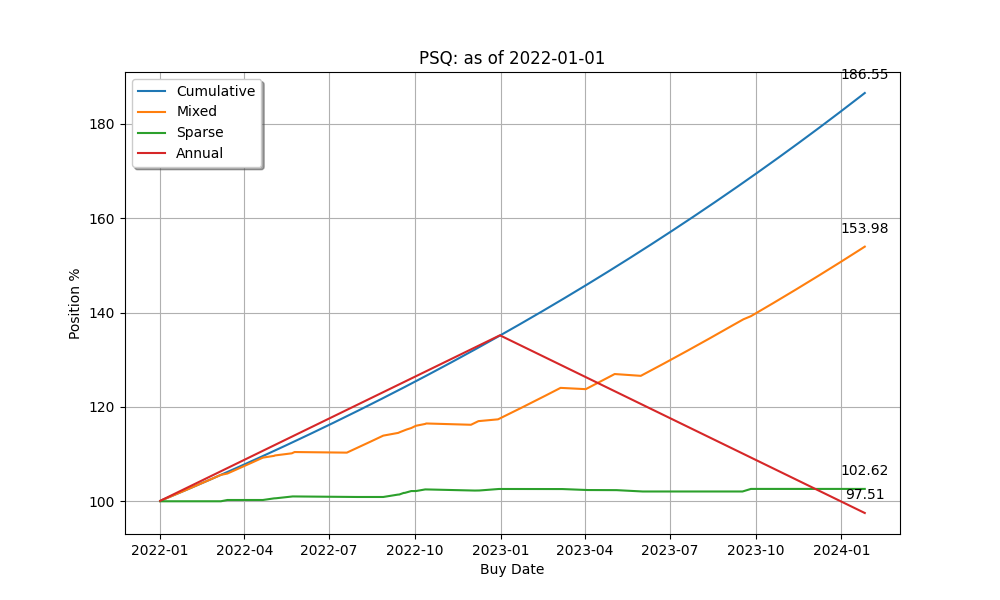 PSQ: as of 2022-01-01
186.55
Cumulative
Mixed
Sparse
Annual
180
153.98
160
140
120
102.62
97.51
100
2022-01 2022-04 2022-07 2022-10 2023-01 2023-04 2023-07 2023-10 2024-01
Buy Date
Position %